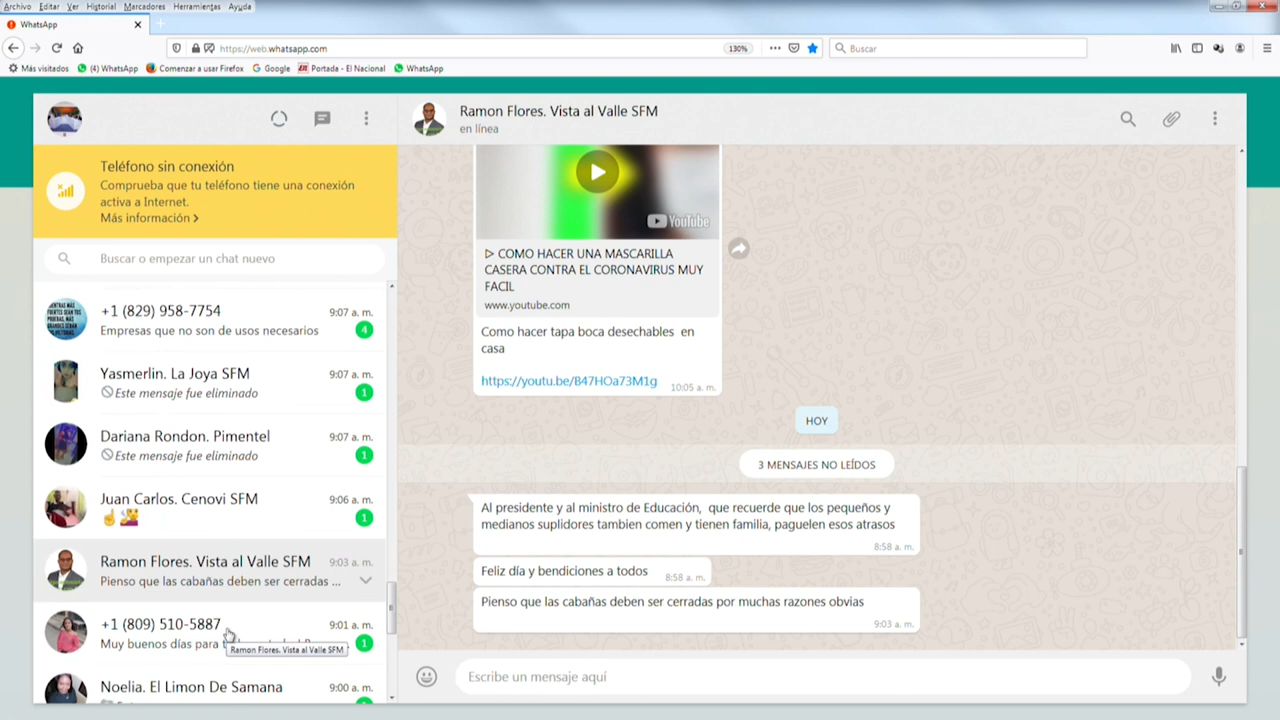 Archivo Editar Ver Historial Marcadores Herramientas Ayuda
WhatsApp
https://web.whatsapp.com
130%
Buscar
Más visitados
(4) WhatsApp
Comenzar a usar Firefox
Google
Portada - El Nacional
WhatsApp
Teléfono sin conexión
Comprueba que tu teléfono tiene una conexión
activa a Internet.
Más información
Buscar o empezar un chat nuevo
+1 (829) 958-7754 9:07 a. m.
Empresas que no son de usos necesarios 4
Yasmerlin. La Joya SFM 9:07 a. m.
Este mensaje fue eliminado 1
Dariana Rondon. Pimentel 9:07 a. m.
Este mensaje fue eliminado 1
Juan Carlos. Cenovi SFM 9:06 a. m.
1
Ramon Flores. Vista al Valle SFM 9:03 a. m.
Pienso que las cabañas deben ser cerradas ...
+1 (809) 510-5887 9:01 a. m.
Muy buenos días para 1
Ramon Flores. Vista al Valle SFM
Noelia. El Limon De Samana 9:00 a. m.
Ramon Flores. Vista al Valle SFM
en línea
YouTube
▷ COMO HACER UNA MASCARILLA
CASERA CONTRA EL CORONAVIRUS MUY
FACIL
www.youtube.com
Como hacer tapa boca desechables en
casa
https://youtu.be/B47HOa73M1g 10:05 a. m.
HOY
3 MENSAJES NO LEÍDOS
Al presidente y al ministro de Educación, que recuerde que los pequeños y
medianos suplidores tambien comen y tienen familia, paguelen esos atrasos
8:58 a. m.
Feliz día y bendiciones a todos 8:58 a. m.
Pienso que las cabañas deben ser cerradas por muchas razones obvias
9:03 a. m.
Escribe un mensaje aquí